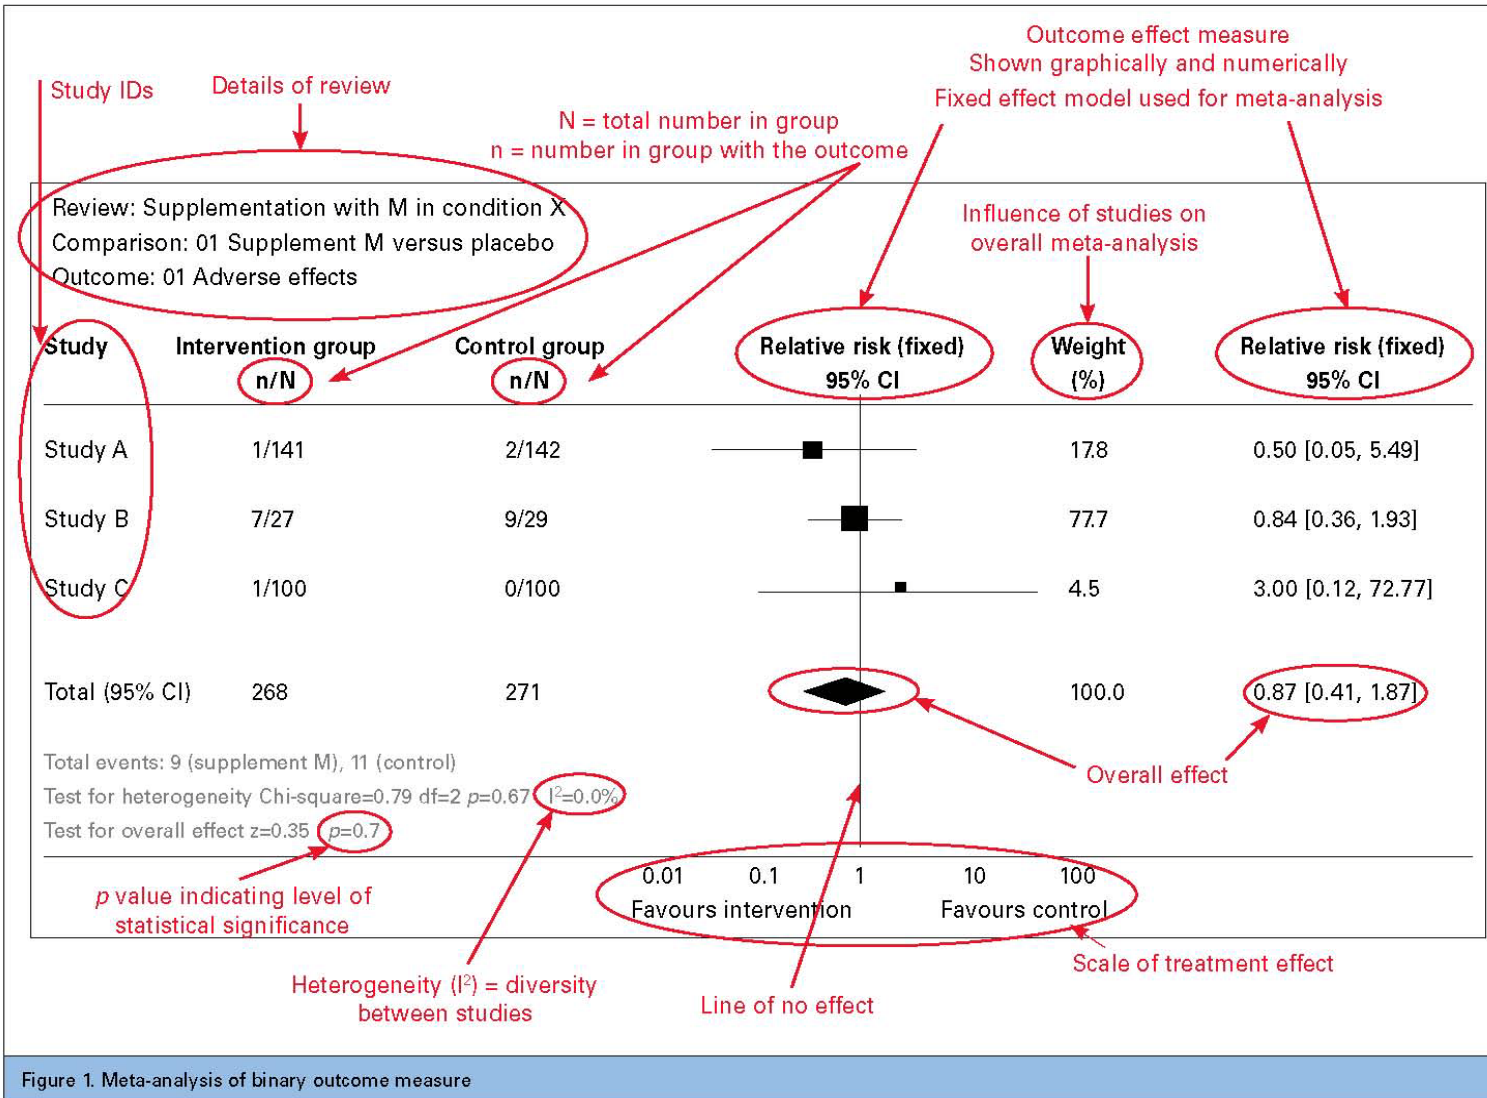 Outcome effect measure
Shown graphically and numerically
Fixed effect model used for meta-analysis
Study IDs
Details of review
N = total number in group
n = number in group with the outcome
Influence of studies on
overall meta-analysis
Review: Supplementation with M in condition X
Comparison: 01 Supplement M versus placebo
Outcome: 01 Adverse effects
Study Intervention group Control group Relative risk (fixed) Weight Relative risk (fixed)
n/N n/N 95% CI (%) 95% CI
Study A 1/141 2/142 17.8 0.50 [0.05, 5.49]
Study B 7/27 9/29 77.7 0.84 [0.36, 1.93]
Study C 1/100 0/100 4.5 3.00 [0.12, 72.77]
Total (95% CI) 268 271 100.0 0.87 [0.41, 1.87]
Total events: 9 (supplement M), 11 (control)
Test for heterogeneity Chi-square=0.79 df=2 p=0.67 I²=0.0%
Test for overall effect z=0.35 p=0.7
Overall effect
0.01 0.1 1 10 100
Favours intervention Favours control
p value indicating level of
statistical significance
Heterogeneity (I²) = diversity
between studies
Line of no effect
Scale of treatment effect
Figure 1. Meta-analysis of binary outcome measure